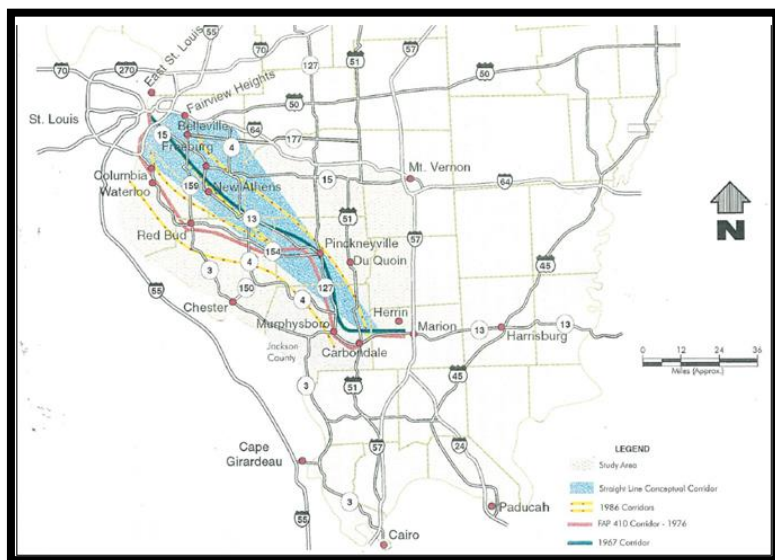 55
70
270
East St. Louis
70
127
51
57
50
Fairview Heights
50
St. Louis
Belleville
64
15
4
177
Freeburg
Mt. Vernon
Columbia
15
64
Waterloo
159
New Athens
51
13
57
N
Red Bud
Pinckneyville
154
Du Quoin
45
3
4
127
55
150
Chester
4
Herrin
Murphysboro
Marion
13
13
Harrisburg
Jackson
County
Carbondale
0 12 24 36
Miles (Approx.)
3
51
45
57
24
LEGEND
Cape
Girardeau
Study Area
Straight Line Conceptual Corridor
3
1986 Corridors
55
Paducah
FAP 410 Corridor - 1976
Cairo
1967 Corridor